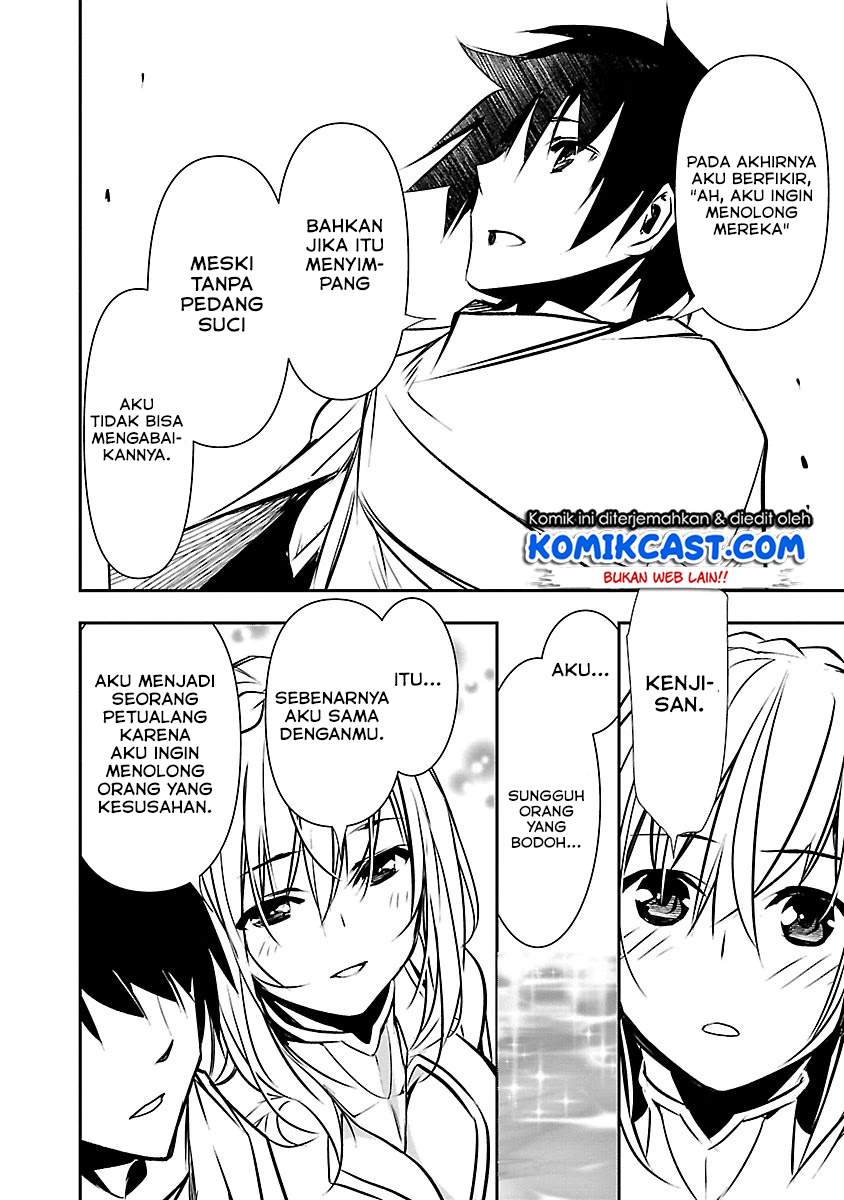 PADA AKHIRNYA
AKU BERFIKIR,
"AH, AKU INGIN
MENOLONG
MEREKA"
BAHKAN
JIKA ITU
MENYIM-
PANG
MESKI
TANPA
PEDANG
SUCI
AKU
TIDAK BISA
MENGABAI-
KANNYA.
Komik ini diterjemahkan & diedit oleh
KOMIKCAST.COM
BUKAN WEB LAIN!!
KENJI-
SAN.
AKU...
SUNGGUH
ORANG
YANG
BODOH...
ITU...
SEBENARNYA
AKU SAMA
DENGANMU.
AKU MENJADI
SEORANG
PETUALANG
KARENA
AKU INGIN
MENOLONG
ORANG YANG
KESUSAHAN.